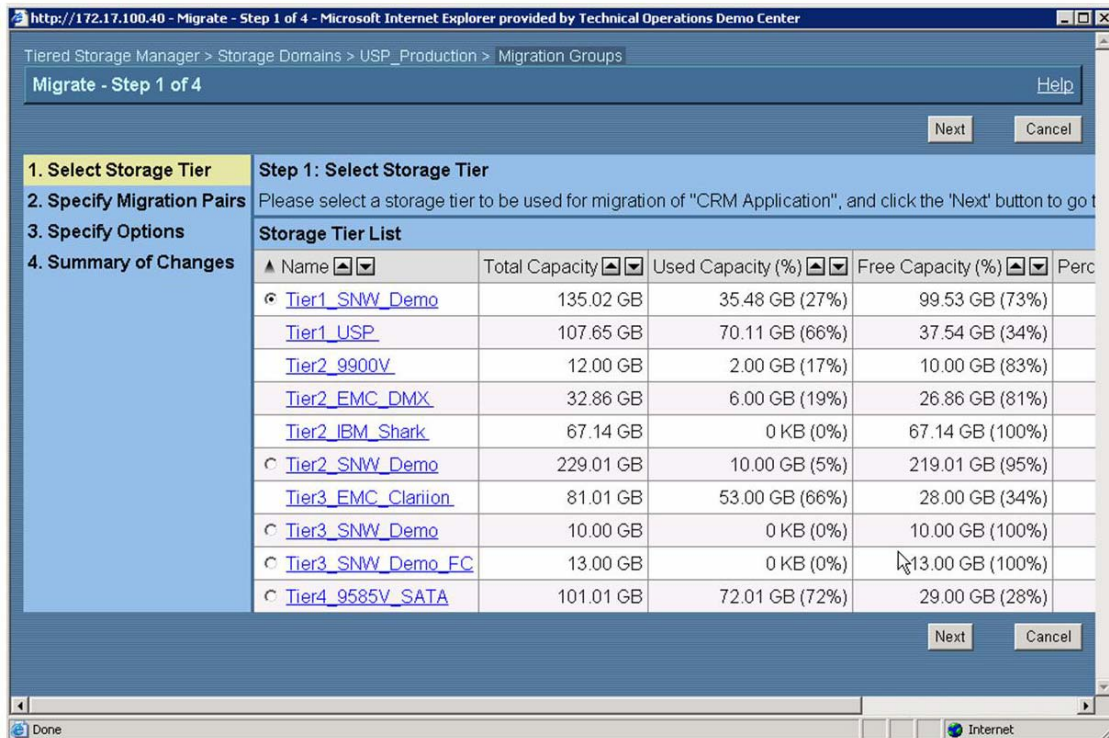 http://172.17.100.40 - Migrate - Step 1 of 4 - Microsoft Internet Explorer provided by Technical Operations Demo Center
Tiered Storage Manager > Storage Domains > USP_Production > Migration Groups
Migrate - Step 1 of 4 Help
Next Cancel
1. Select Storage Tier
2. Specify Migration Pairs
3. Specify Options
4. Summary of Changes
Step 1: Select Storage Tier
Please select a storage tier to be used for migration of "CRM Application", and click the 'Next' button to go t
Storage Tier List
Name Total Capacity Used Capacity (%) Free Capacity (%) Perc
Tier1_SNW_Demo 135.02 GB 35.48 GB (27%) 99.53 GB (73%)
Tier1_USP 107.65 GB 70.11 GB (66%) 37.54 GB (34%)
Tier2_9900V 12.00 GB 2.00 GB (17%) 10.00 GB (83%)
Tier2_EMC_DMX 32.86 GB 6.00 GB (19%) 26.86 GB (81%)
Tier2_IBM_Shark 67.14 GB 0 KB (0%) 67.14 GB (100%)
Tier2_SNW_Demo 229.01 GB 10.00 GB (5%) 219.01 GB (95%)
Tier3_EMC_Clariion 81.01 GB 53.00 GB (66%) 28.00 GB (34%)
Tier3_SNW_Demo 10.00 GB 0 KB (0%) 10.00 GB (100%)
Tier3_SNW_Demo_FC 13.00 GB 0 KB (0%) 13.00 GB (100%)
Tier4_9585V_SATA 101.01 GB 72.01 GB (72%) 29.00 GB (28%)
Next Cancel
Done Internet